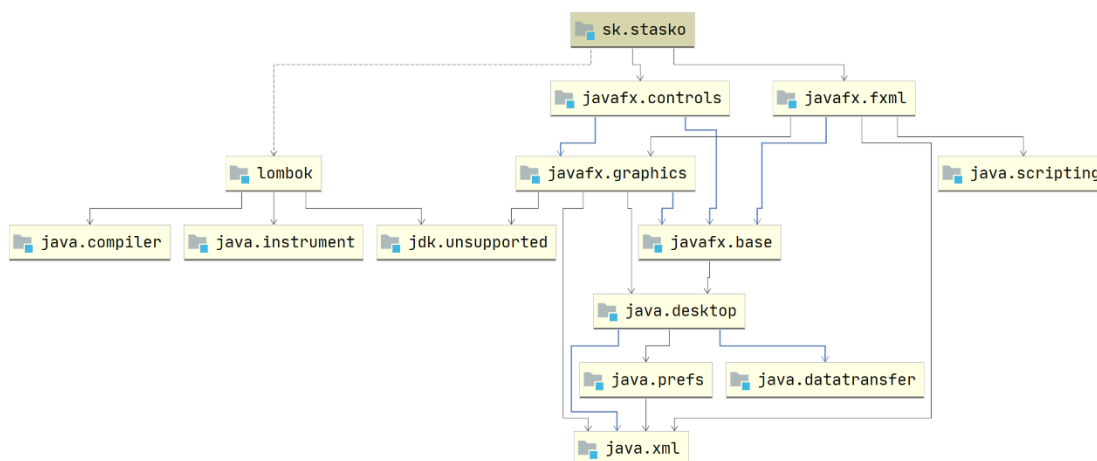 sk.stasko
javafx.controls
javafx.fxml
lombok
javafx.graphics
java.scripting
java.compiler
java.instrument
jdk.unsupported
javafx.base
java.desktop
java.prefs
java.datatransfer
java.xml